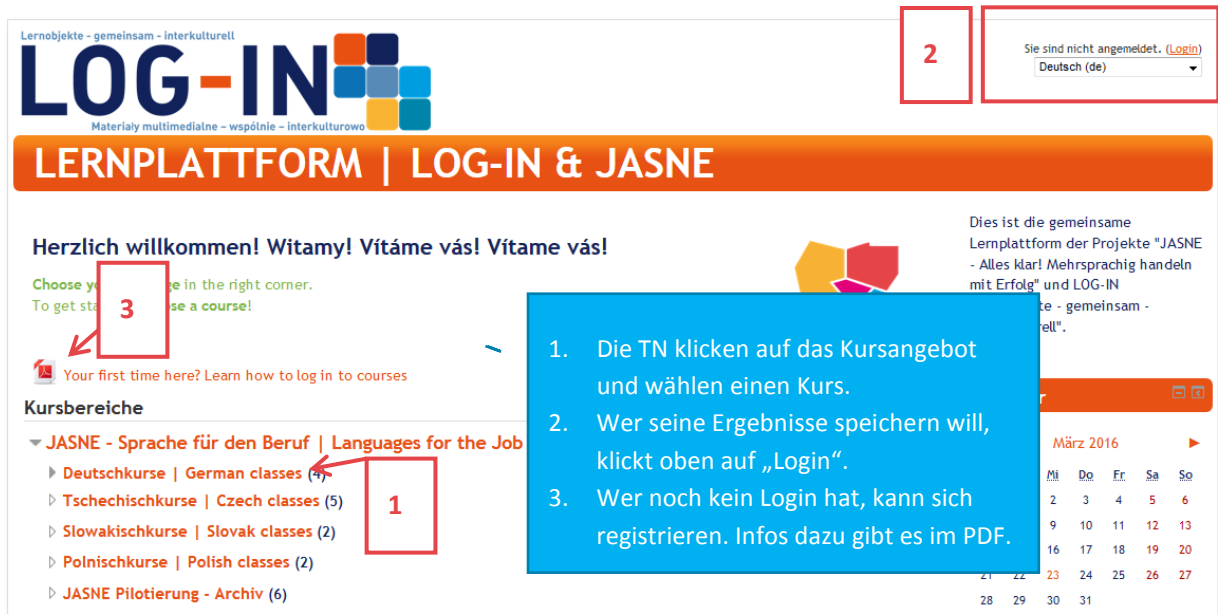 Lernobjekte - gemeinsam - interkulturell
LOG-IN
Materiały multimedialne – wspólnie – interkulturowo
2
Sie sind nicht angemeldet. (Login)
Deutsch (de)
LERNPLATTFORM | LOG-IN & JASNE
Herzlich willkommen! Witamy! Vítáme vás! Vítame vás!
Choose in the right corner.
To get a course!
3
Your first time here? Learn how to log in to courses
Kursbereiche
JASNE - Sprache für den Beruf | Languages for the Job
Deutschkurse | German classes (4)
Tschechischkurse | Czech classes (5)
Slowakischkurse | Slovak classes (2)
Polnischkurse | Polish classes (2)
JASNE Pilotierung - Archiv (6)
1
1. Die TN klicken auf das Kursangebot
und wählen einen Kurs.
2. Wer seine Ergebnisse speichern will,
klickt oben auf „Login“.
3. Wer noch kein Login hat, kann sich
registrieren. Infos dazu gibt es im PDF.
Dies ist die gemeinsame
Lernplattform der Projekte "JASNE
- Alles klar! Mehrsprachig handeln
mit Erfolg" und LOG-IN
- gemeinsam -
März 2016
Mi Do Fr Sa So
2 3 4 5 6
9 10 11 12 13
16 17 18 19 20
21 22 23 24 25 26 27
28 29 30 31